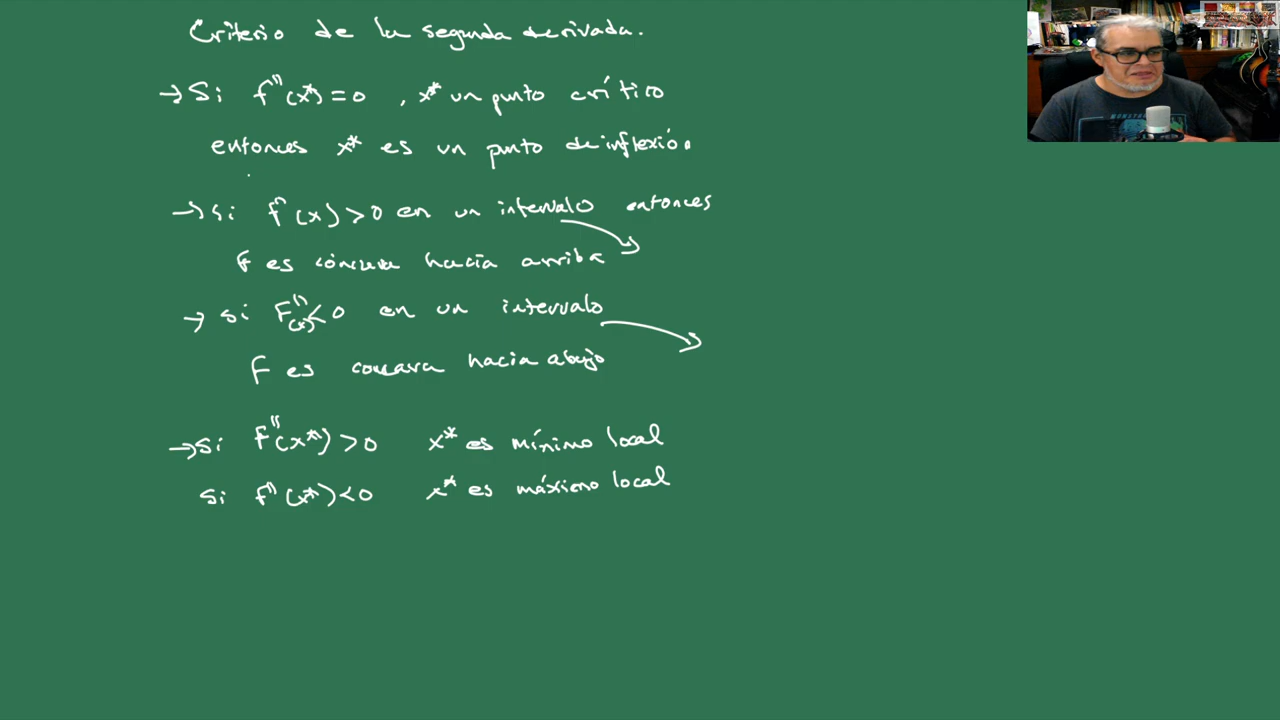 Criterio de la segunda derivada.
→ Si f''(x*) = 0, x* un punto crítico
entonces x* es un punto de inflexión
→ si f''(x) > 0 en un intervalo entonces
F es cóncava hacía arriba
→ si F''(x) < 0 en un intervalo
F es concava hacia abajo
→ Si F''(x*) > 0 x* es mínimo local
Si f''(x*) < 0 x* es máximo local